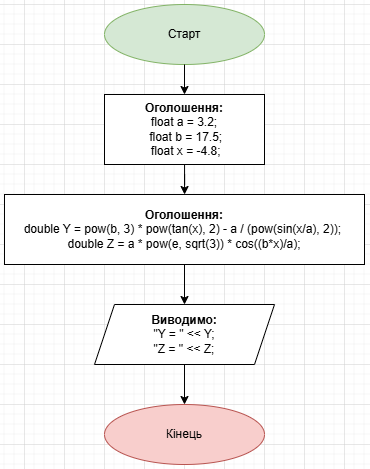 Старт
Оголошення:
float a = 3.2;
float b = 17.5;
float x = -4.8;
Оголошення:
double Y = pow(b, 3) * pow(tan(x), 2) - a / (pow(sin(x/a), 2));
double Z = a * pow(e, sqrt(3)) * cos((b*x)/a);
Виводимо:
"Y = " << Y;
"Z = " << Z;
Кінець